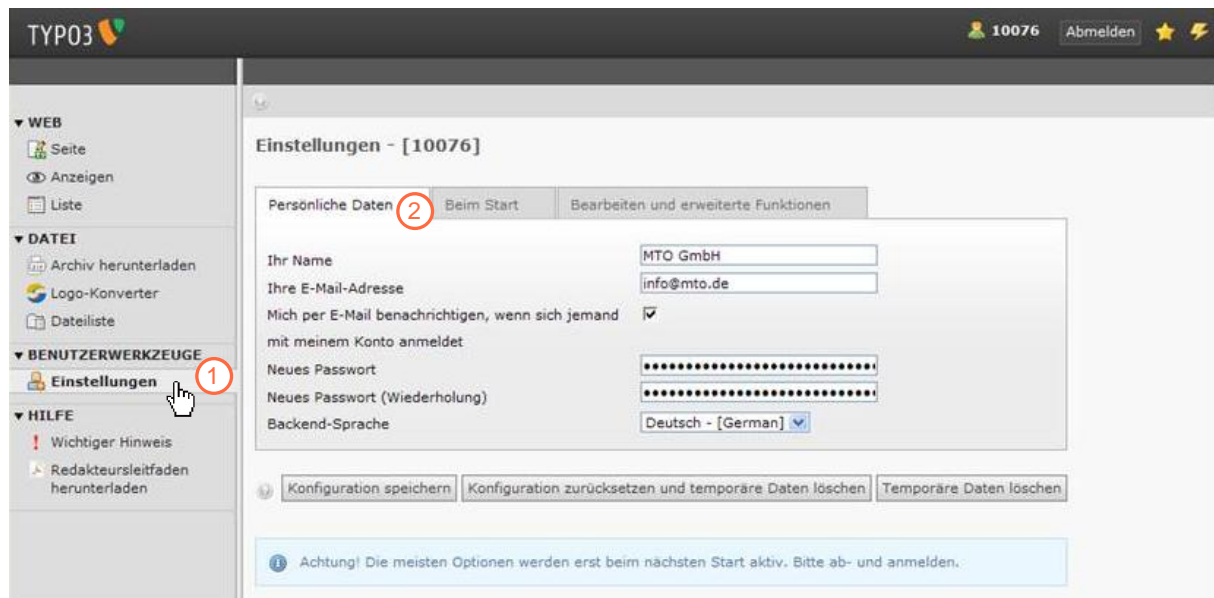 TYPO3
10076 Abmelden
WEB
Seite
Anzeigen
Liste
DATEI
Archiv herunterladen
Logo-Konverter
Dateiliste
BENUTZERWERKZEUGE
Einstellungen
1
HILFE
Wichtiger Hinweis
Redakteursleitfaden
herunterladen
Einstellungen - [10076]
Persönliche Daten 2 Beim Start Bearbeiten und erweiterte Funktionen
Ihr Name MTO GmbH
Ihre E-Mail-Adresse info@mto.de
Mich per E-Mail benachrichtigen, wenn sich jemand
mit meinem Konto anmeldet
Neues Passwort
Neues Passwort (Wiederholung)
Backend-Sprache Deutsch - [German]
Konfiguration speichern Konfiguration zurücksetzen und temporäre Daten löschen Temporäre Daten löschen
Achtung! Die meisten Optionen werden erst beim nächsten Start aktiv. Bitte ab- und anmelden.